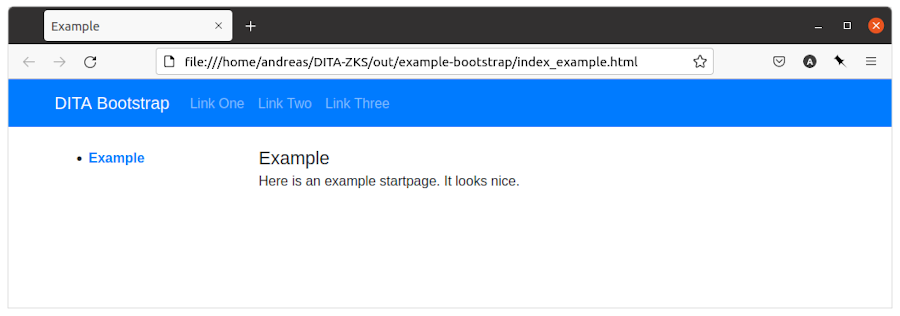 Example
file:///home/andreas/DITA-ZKS/out/example-bootstrap/index_example.html
A
DITA Bootstrap Link One Link Two Link Three
• Example
Example
Here is an example startpage. It looks nice.